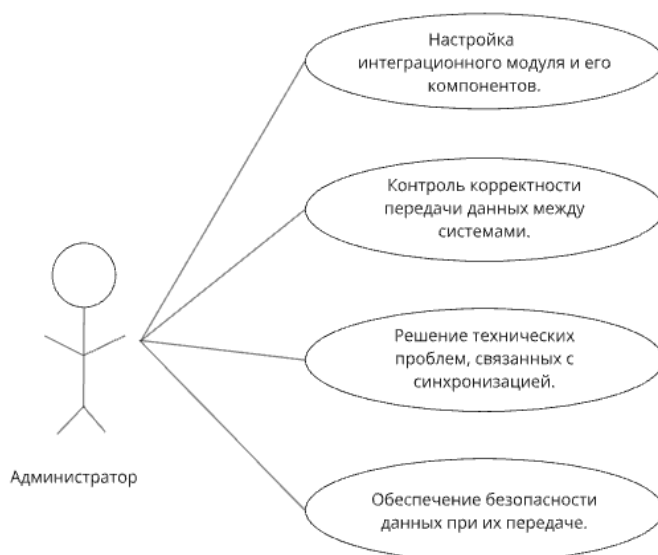 Настройка
интеграционного модуля и его
компонентов.
Контроль корректности
передачи данных между
системами.
Решение технических
проблем, связанных с
синхронизацией.
Администратор
Обеспечение безопасности
данных при их передаче.